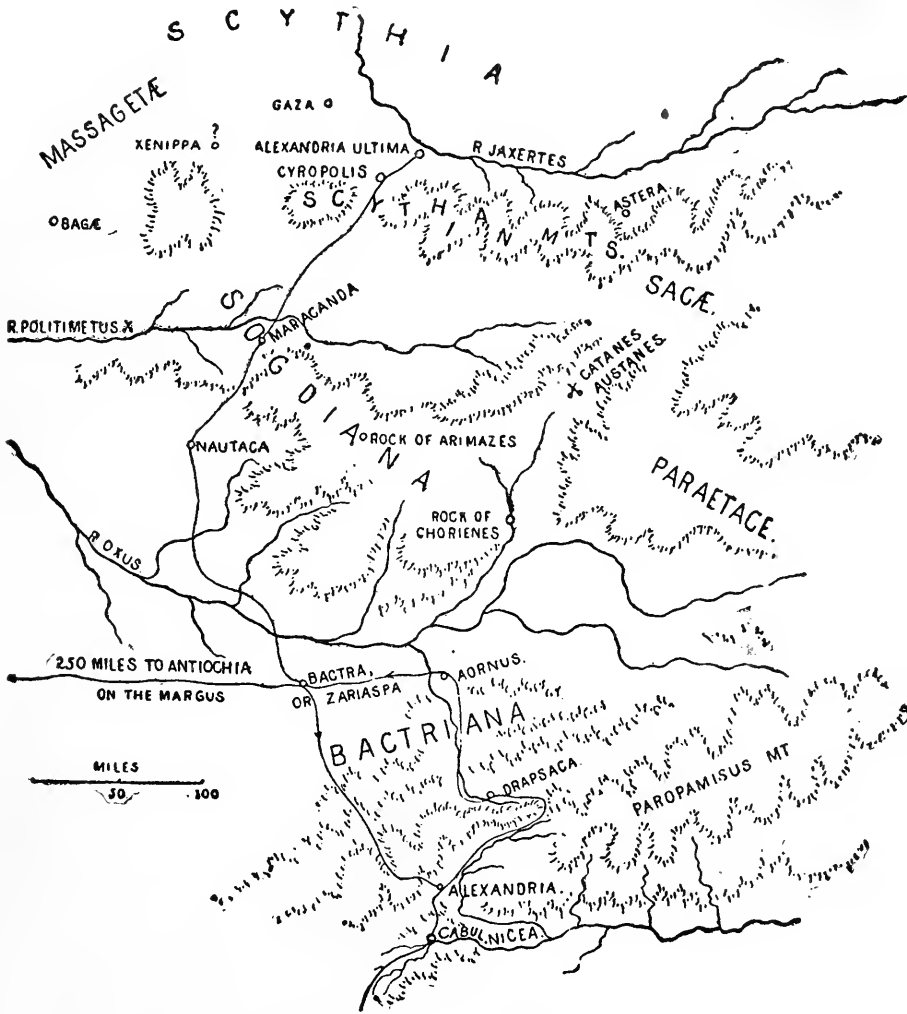 SCYTHIA
MASSAGETÆ
GAZA
?
XENIPPA
ALEXANDRIA ULTIMA
R. JAXERTES
CYROPOLIS
SCYTHIAN MTS.
ASTERA
BAGÆ
SACÆ.
SOGDIANA
R. POLITIMETUS
MARACANDA
CATANES
AUSTANES
NAUTACA
ROCK OF ARIMAZES
PARAETACE.
ROCK OF
CHORIENES
R OXUS
250 MILES TO ANTIOCHIA
ON THE MARGUS
BACTRA,
OR ZARIASPA
AORNUS.
BACTRIANA
MILES
50 100
DRAPSACA
PAROPAMISUS MT
ALEXANDRIA.
CABUL. NICEA.